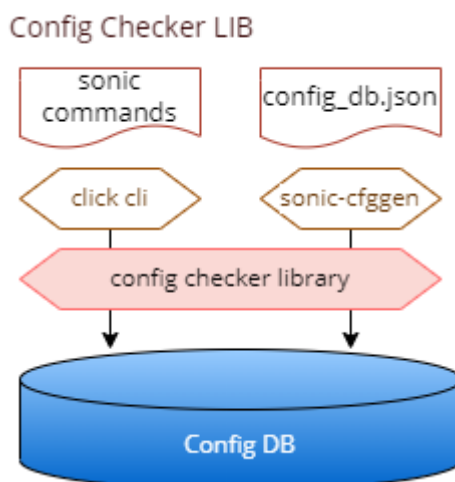 Config Checker LIB
sonic
commands
config_db.json
click cli
sonic-cfggen
config checker library
Config DB